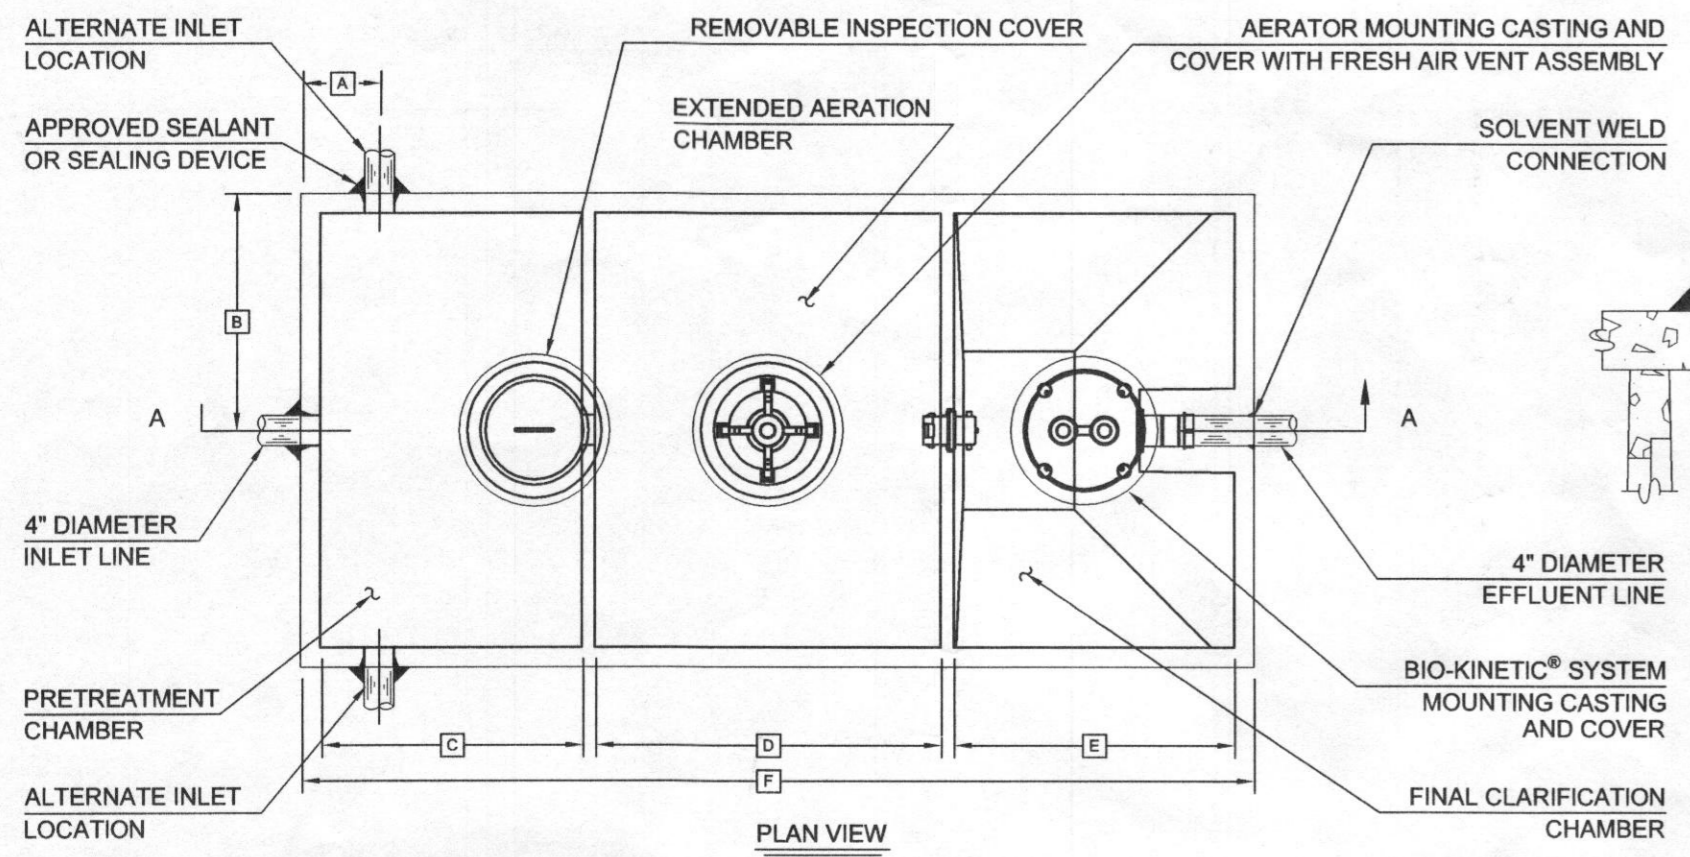 ALTERNATE INLET
LOCATION
REMOVABLE INSPECTION COVER
AERATOR MOUNTING CASTING AND
COVER WITH FRESH AIR VENT ASSEMBLY
A
EXTENDED AERATION
CHAMBER
APPROVED SEALANT
OR SEALING DEVICE
SOLVENT WELD
CONNECTION
B
A
A
4" DIAMETER
INLET LINE
4" DIAMETER
EFFLUENT LINE
PRETREATMENT
CHAMBER
BIO-KINETIC® SYSTEM
MOUNTING CASTING
AND COVER
C
D
E
F
ALTERNATE INLET
LOCATION
FINAL CLARIFICATION
CHAMBER
PLAN VIEW